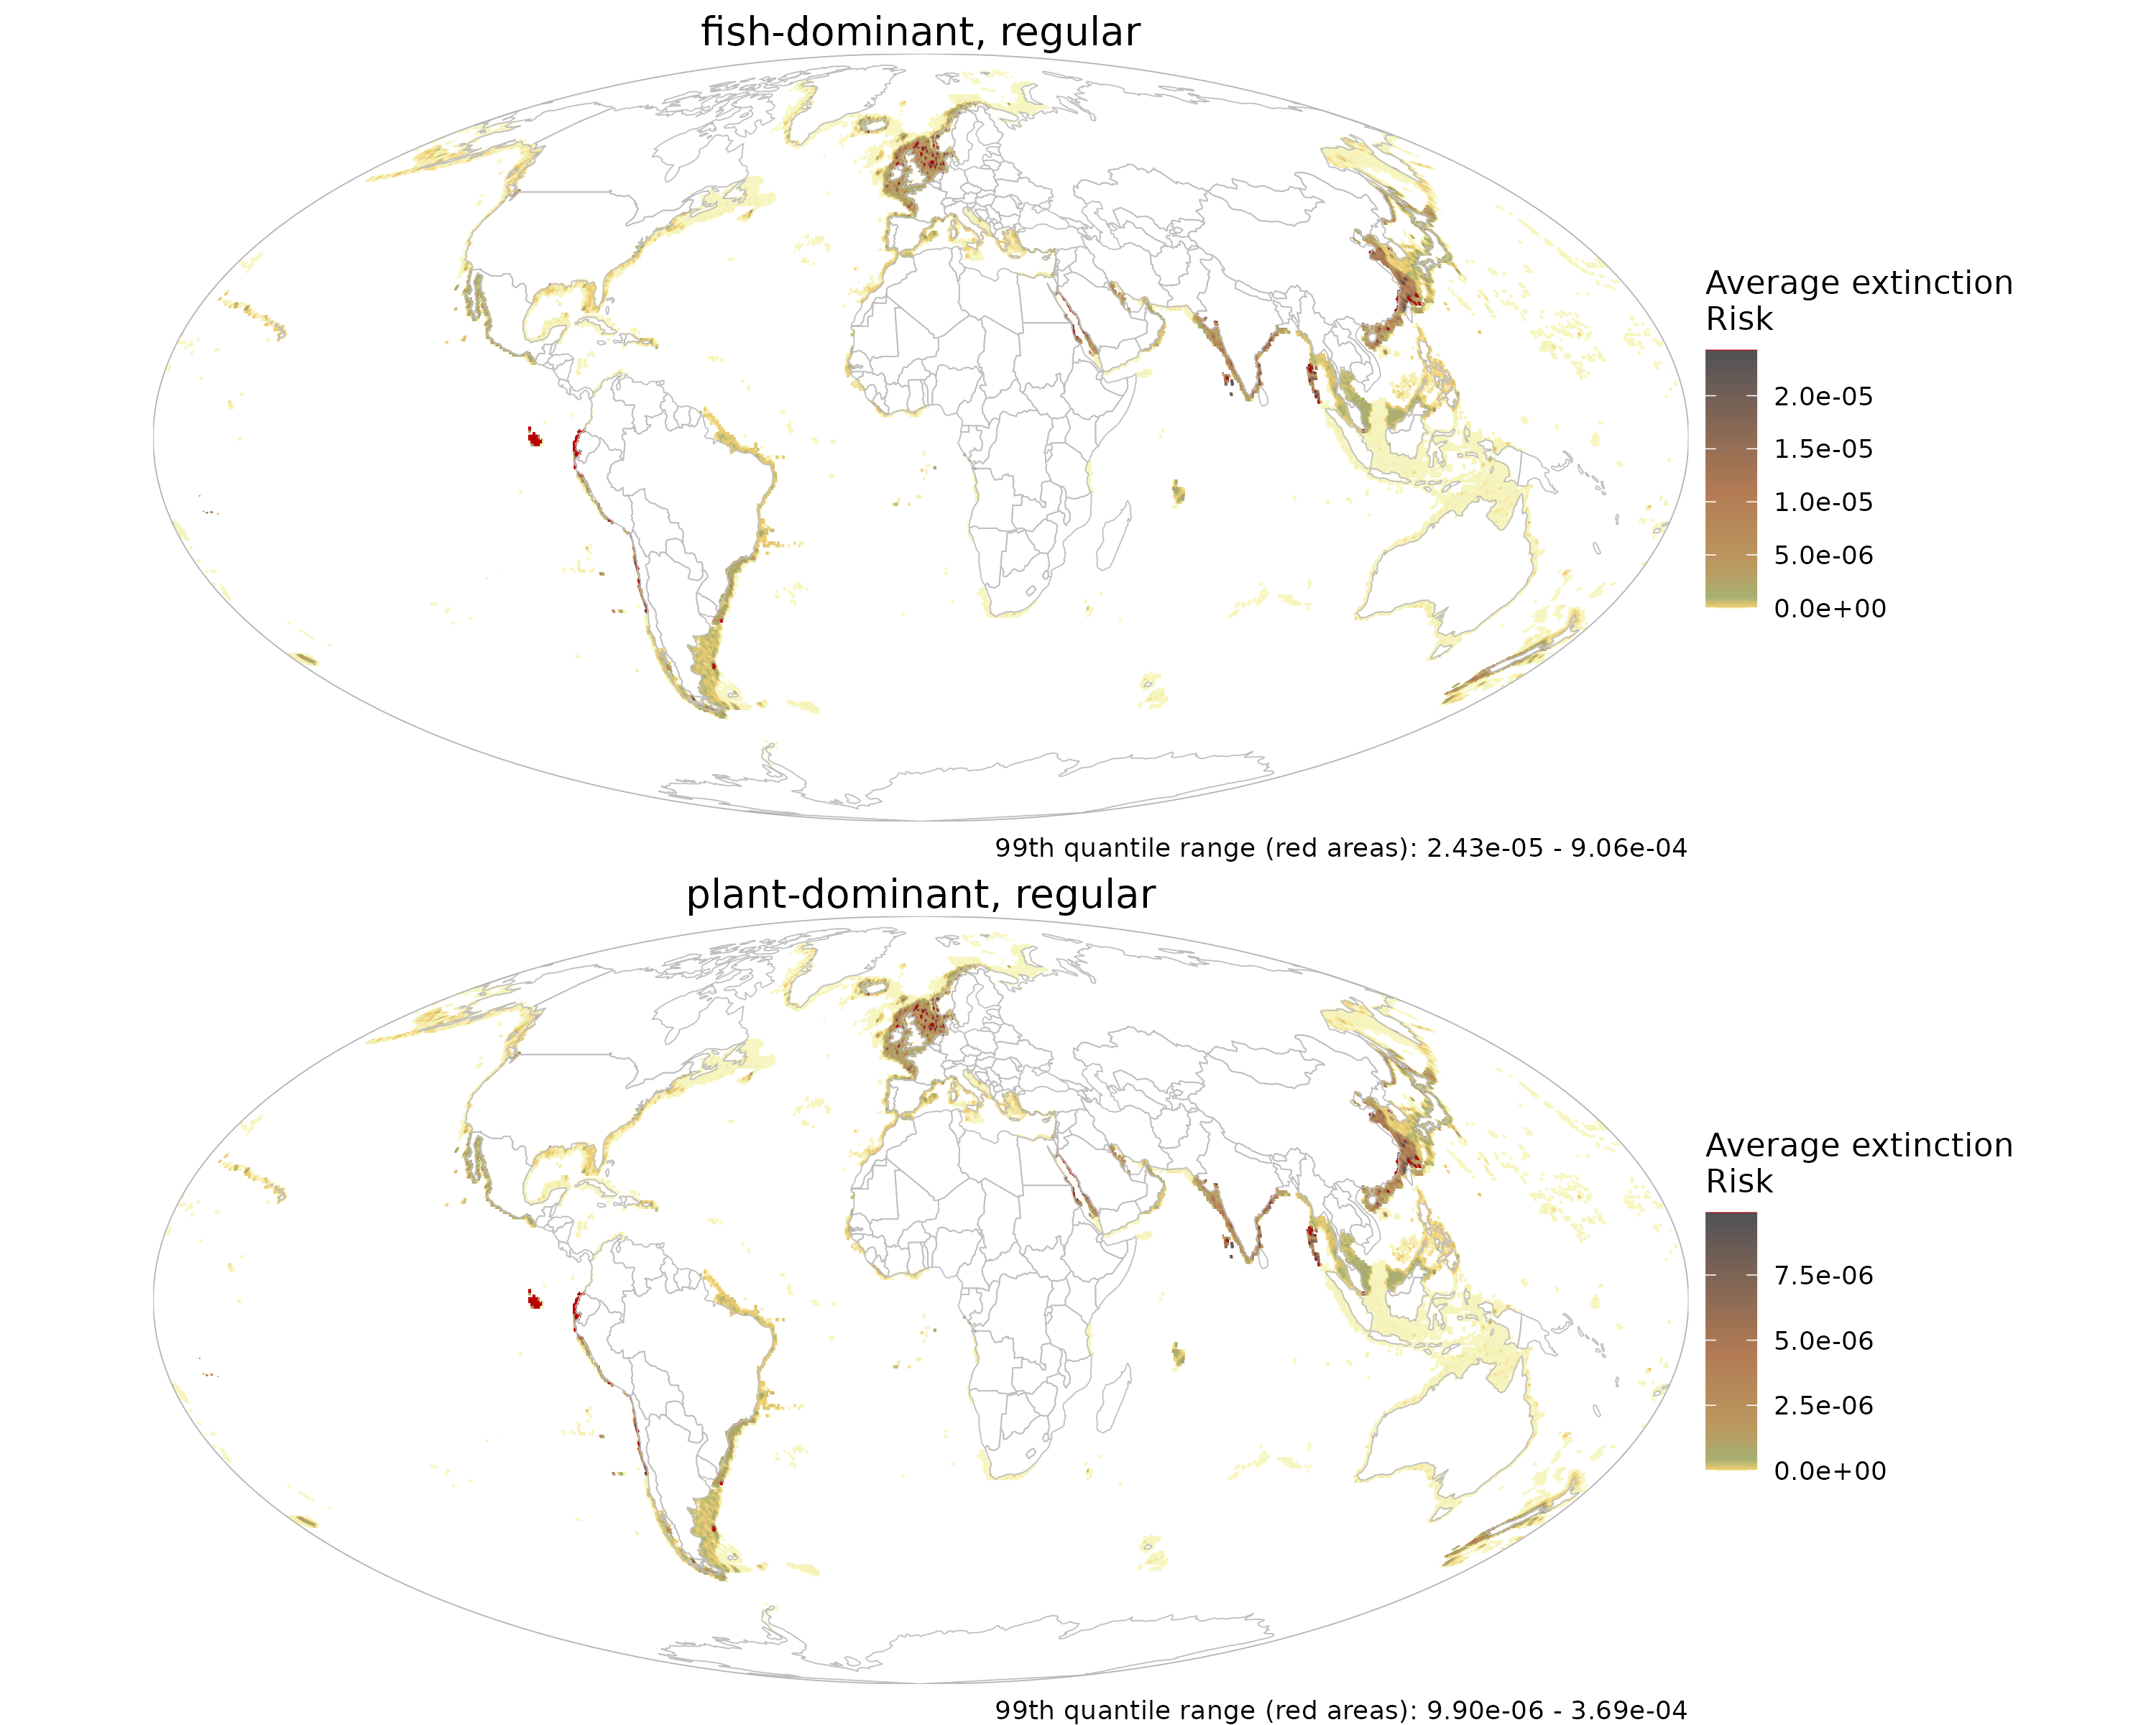 fish-dominant, regular
Average extinction
Risk
2.0e-05
1.5e-05
1.0e-05
5.0e-06
0.0e+00
99th quantile range (red areas): 2.43e-05 - 9.06e-04
plant-dominant, regular
Average extinction
Risk
7.5e-06
5.0e-06
2.5e-06
0.0e+00
99th quantile range (red areas): 9.90e-06 - 3.69e-04